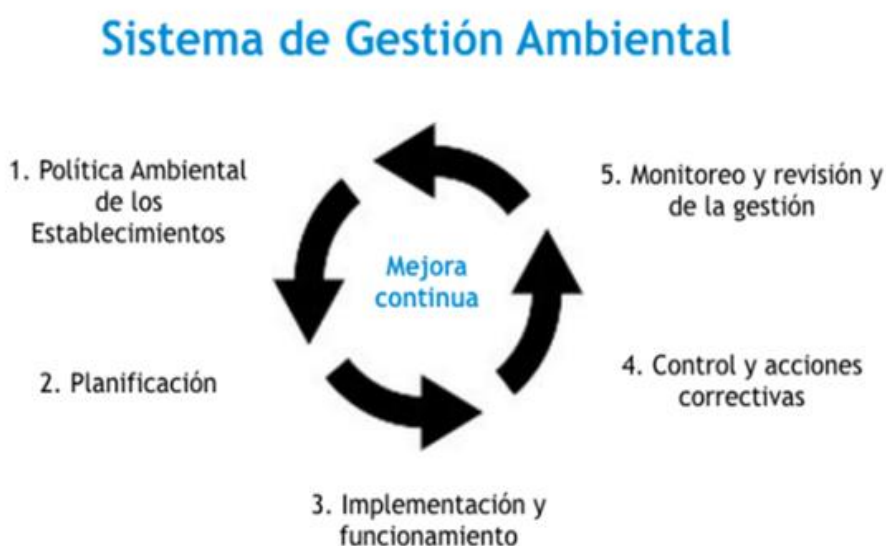 Sistema de Gestión Ambiental
1. Política Ambiental
de los
Establecimientos
5. Monitoreo y revisión y
de la gestión
Mejora
continua
2. Planificación
4. Control y acciones
correctivas
3. Implementación y
funcionamiento